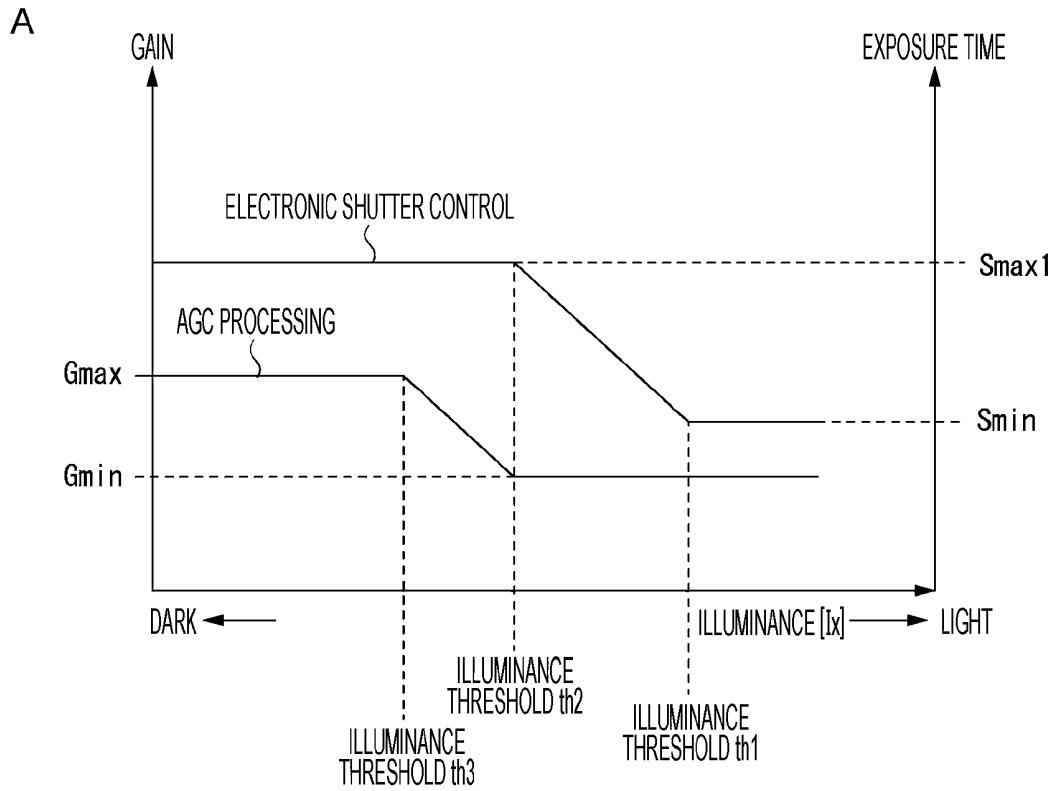 A
GAIN
EXPOSURE TIME
ELECTRONIC SHUTTER CONTROL
Smax1
AGC PROCESSING
Gmax
Smin
Gmin
DARK
ILLUMINANCE [lx]
LIGHT
ILLUMINANCE
THRESHOLD th2
ILLUMINANCE
THRESHOLD th1
ILLUMINANCE
THRESHOLD th3